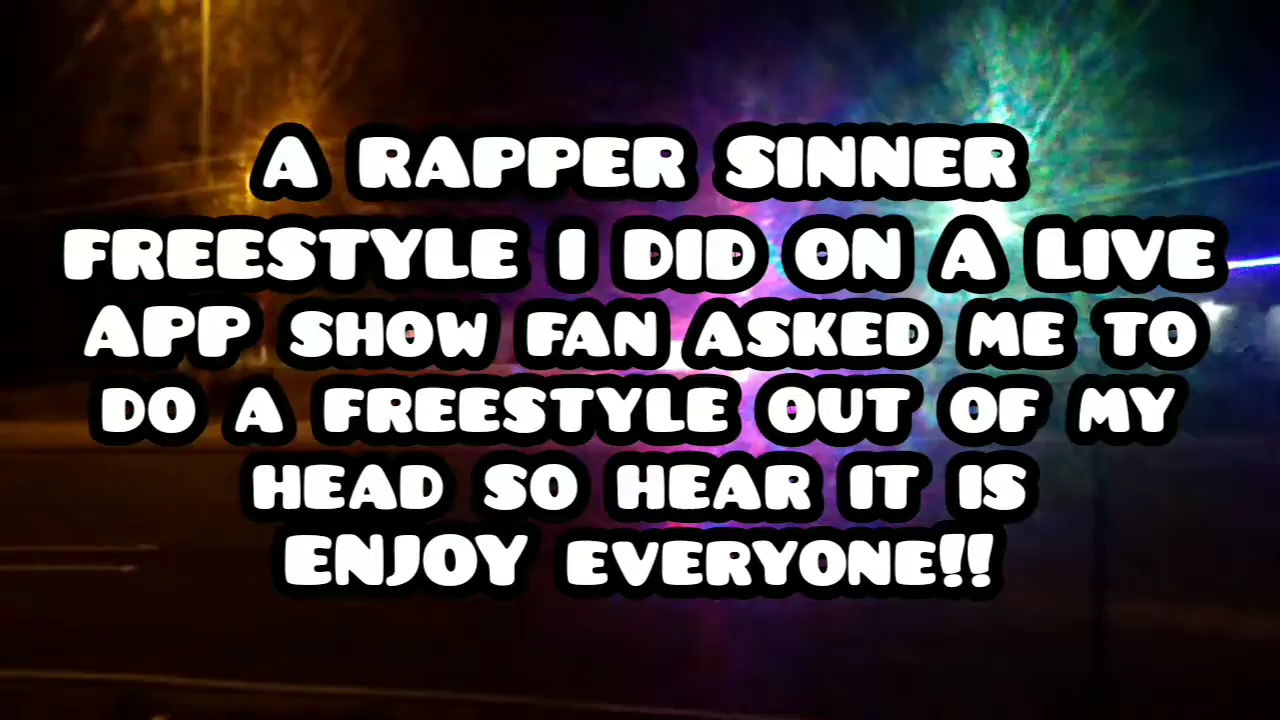 A RAPPER SINNER
FREESTYLE I DID ON A LIVE
APP SHOW FAN ASKED ME TO
DO A FREESTYLE OUT OF MY
HEAD SO HEAR IT IS
ENJOY EVERYONE!!